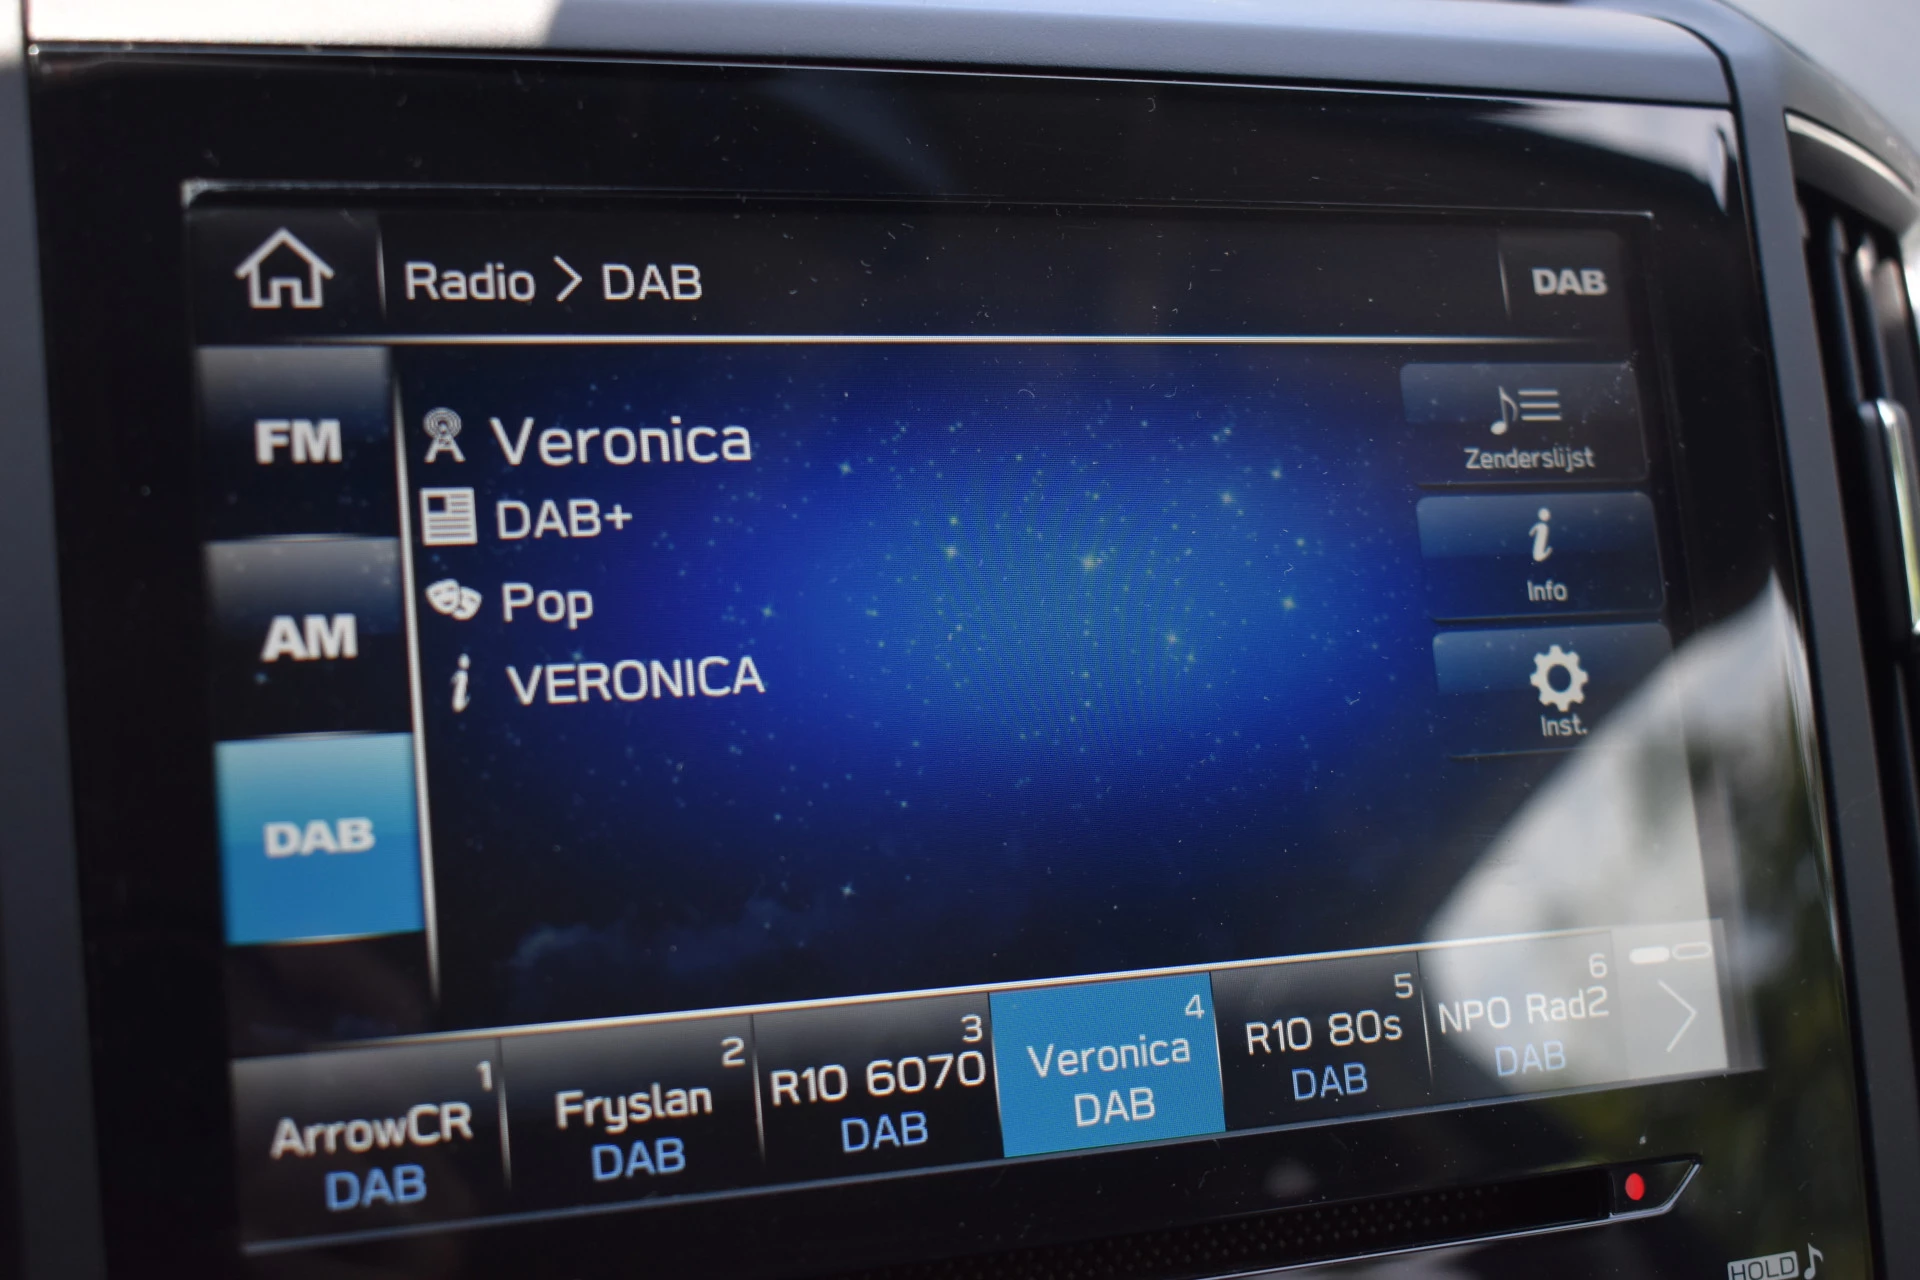 Radio > DAB
DAB
FM
AM
DAB
Veronica
DAB+
Pop
VERONICA
Zenderslijst
Info
Inst.
1
ArrowCR
DAB
2
Fryslan
DAB
3
R10 6070
DAB
4
Veronica
DAB
5
R10 80s
DAB
6
NPO Rad2
DAB
HOLD